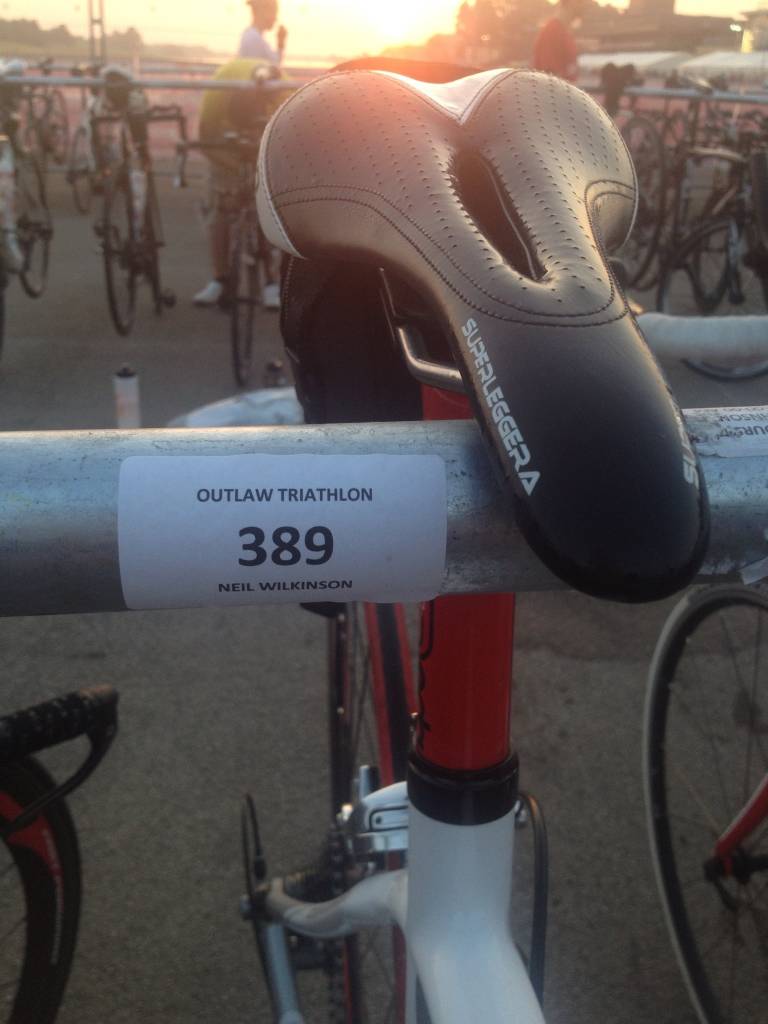 SUPERLEGGERA
OUTLAW TRIATHLON
389
NEIL WILKINSON